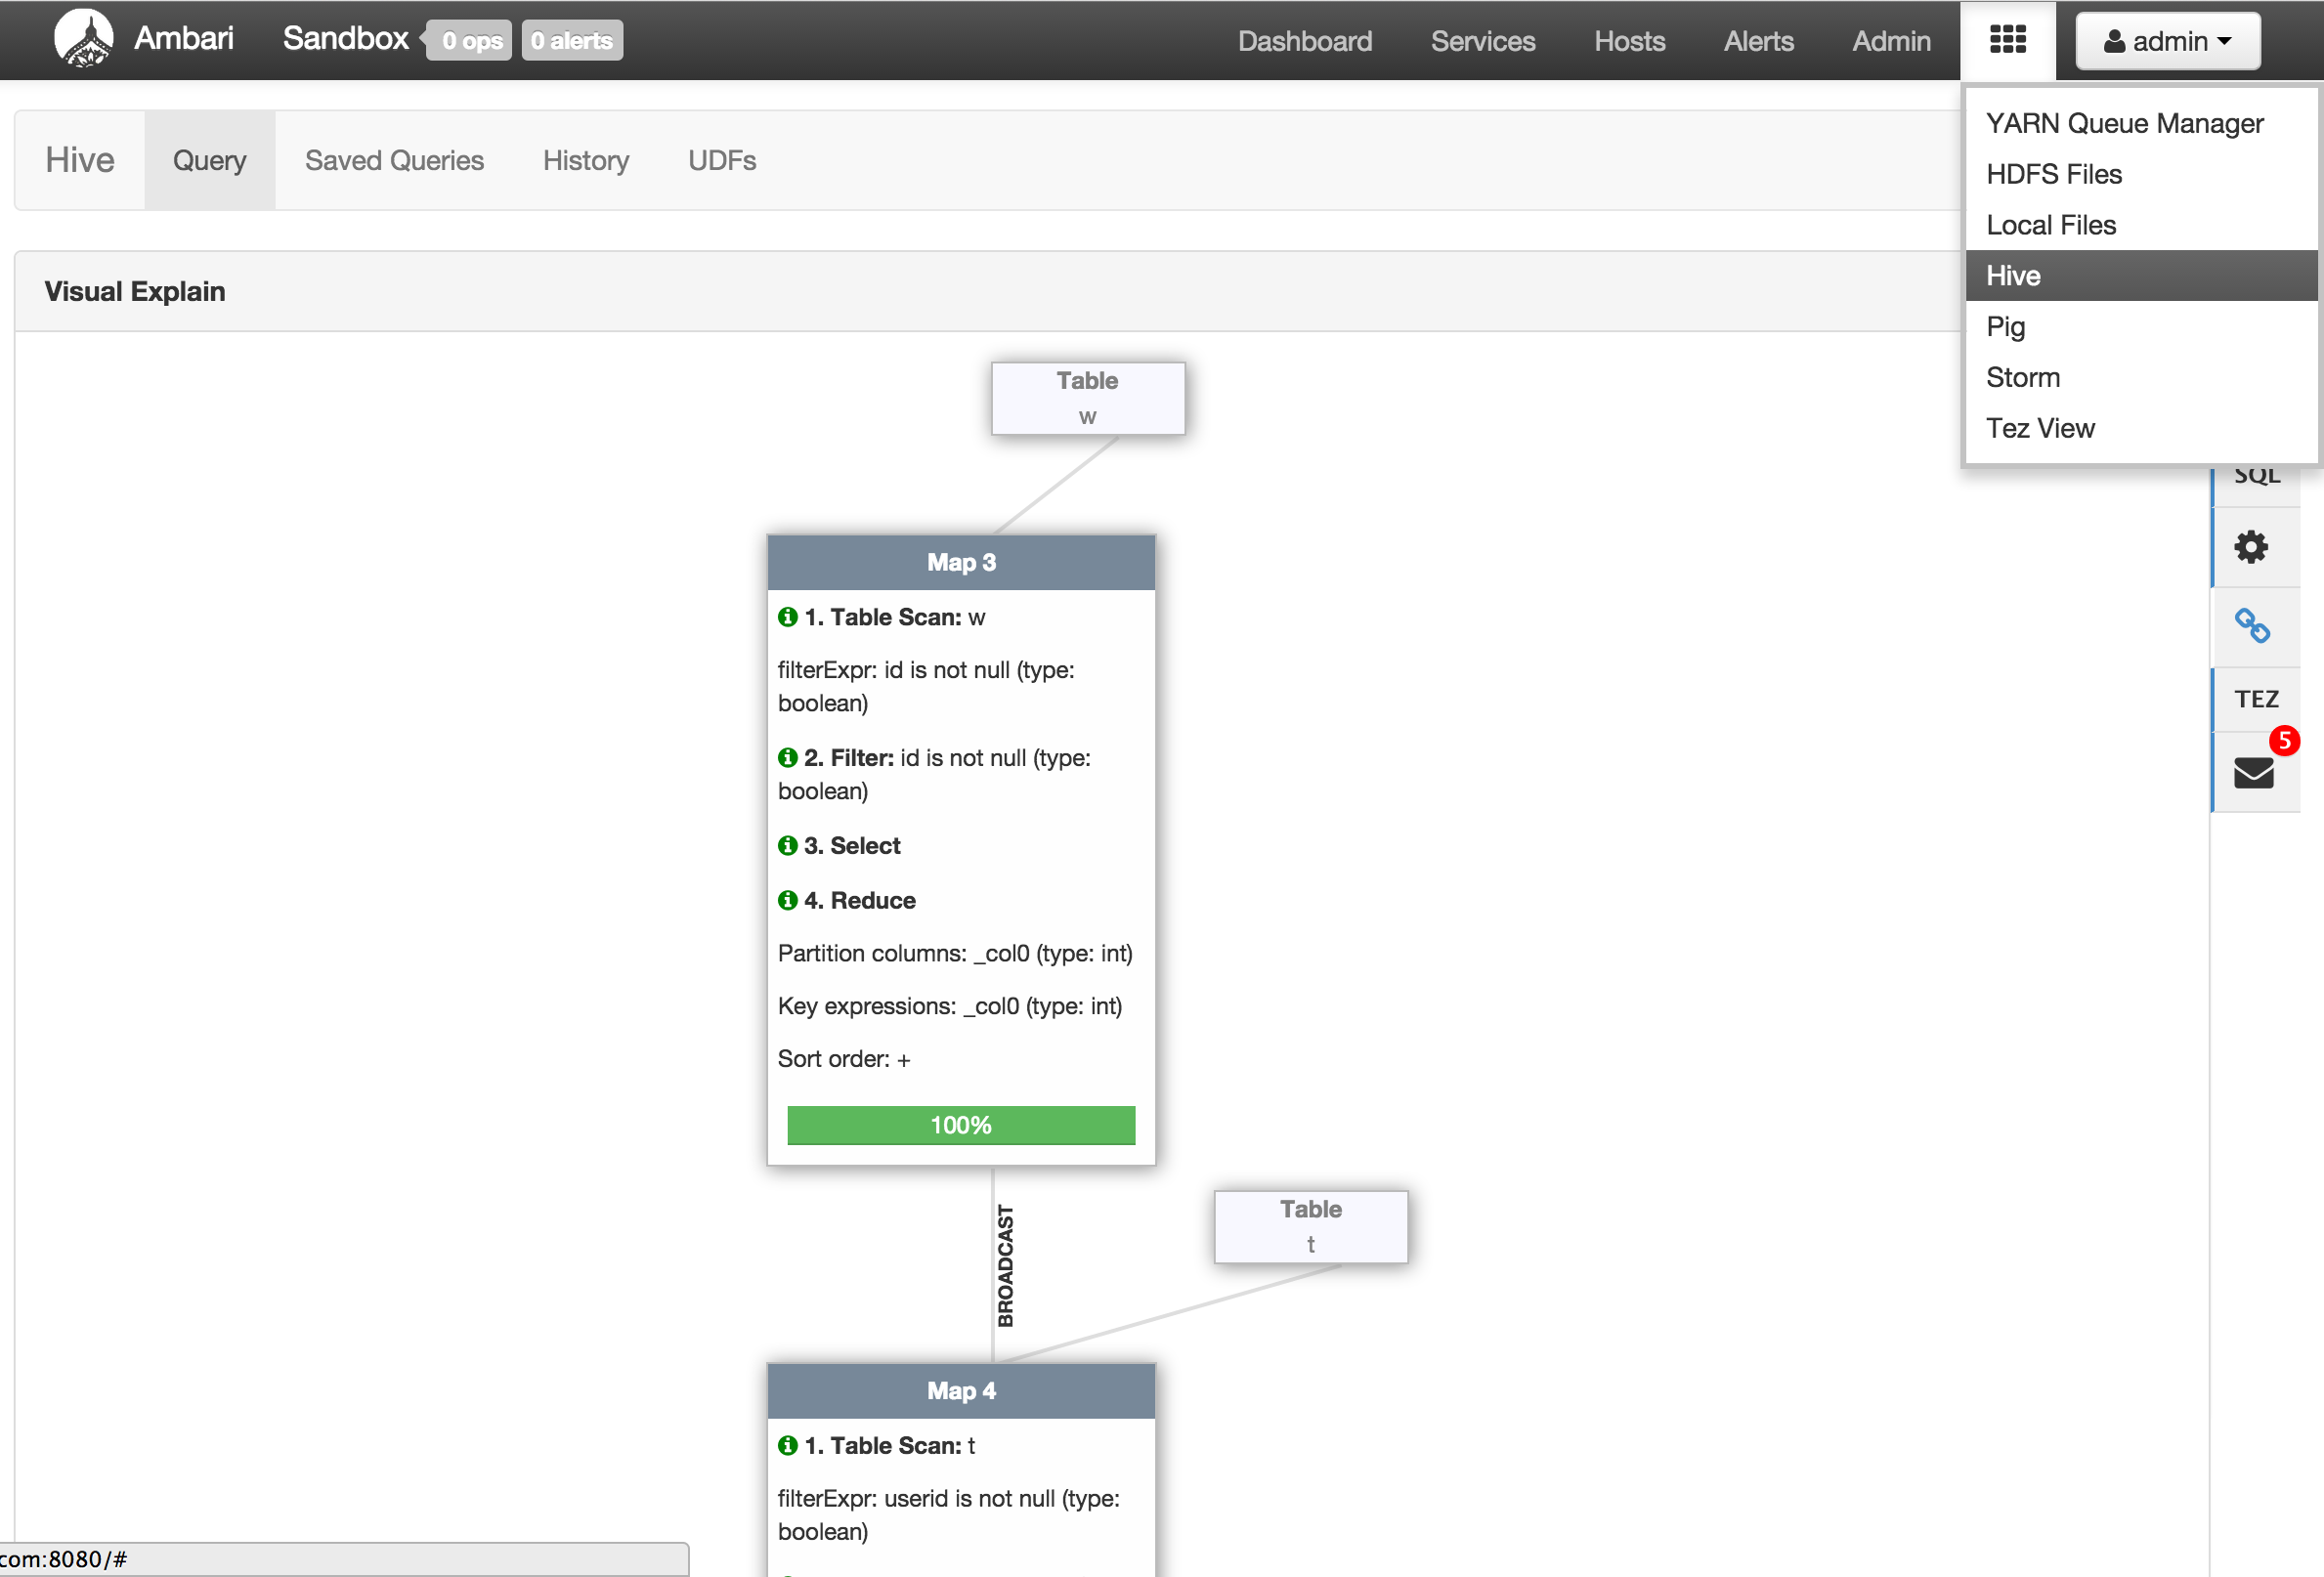 Ambari
Sandbox
0 ops
0 alerts
Dashboard
Services
Hosts
Alerts
Admin
admin
YARN Queue Manager
HDFS Files
Local Files
Hive
Pig
Storm
Tez View
Hive
Query
Saved Queries
History
UDFs
Visual Explain
SQL
TEZ
5
Table
w
Map 3
1. Table Scan: w
filterExpr: id is not null (type:
boolean)
2. Filter: id is not null (type:
boolean)
3. Select
4. Reduce
Partition columns: _col0 (type: int)
Key expressions: _col0 (type: int)
Sort order: +
100%
BROADCAST
Table
t
Map 4
1. Table Scan: t
filterExpr: userid is not null (type:
boolean)
com:8080/#